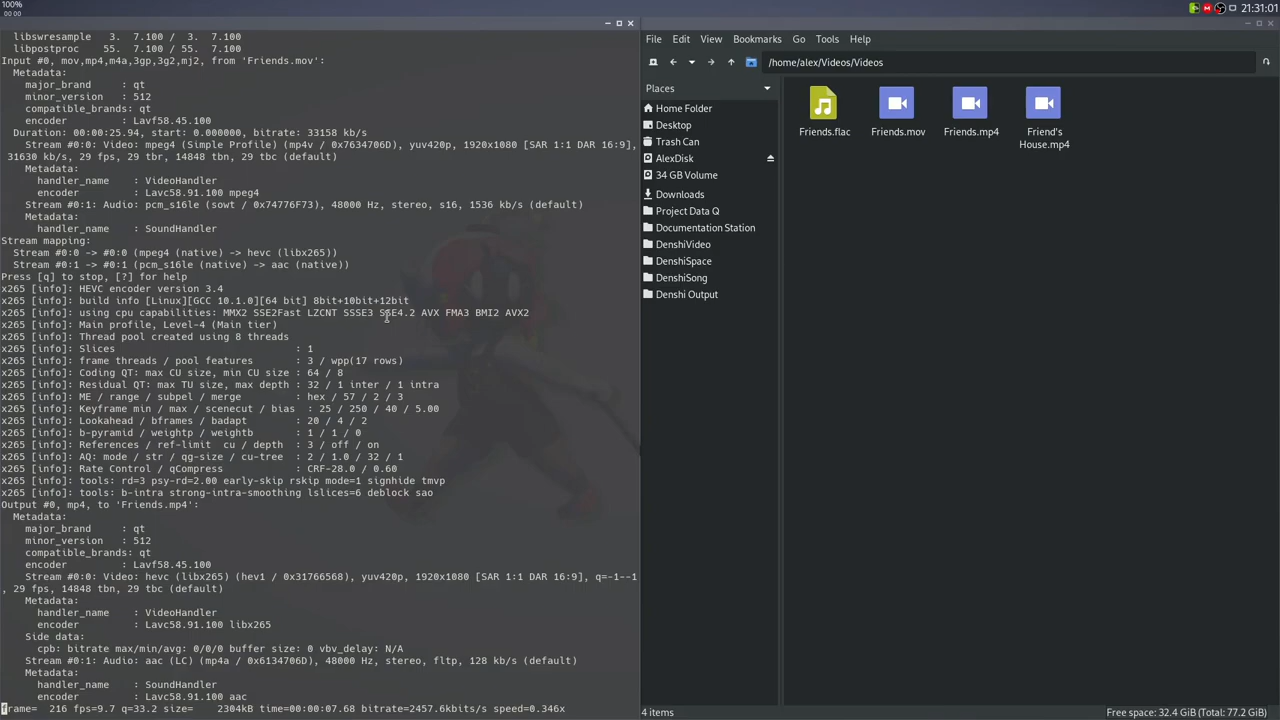 100%
00 00
21:31:01
libswresample   3.  7.100 /  3.  7.100
libpostproc    55.  7.100 / 55.  7.100
Input #0, mov,mp4,m4a,3gp,3g2,mj2, from 'Friends.mov':
Metadata:
major_brand     : qt
minor_version   : 512
compatible_brands: qt
encoder         : Lavf58.45.100
Duration: 00:00:25.94, start: 0.000000, bitrate: 33158 kb/s
Stream #0:0: Video: mpeg4 (Simple Profile) (mp4v / 0x7634706D), yuv420p, 1920x1080 [SAR 1:1 DAR 16:9],
31630 kb/s, 29 fps, 29 tbr, 14848 tbn, 29 tbc (default)
Metadata:
handler_name    : VideoHandler
encoder         : Lavc58.91.100 mpeg4
Stream #0:1: Audio: pcm_s16le (sowt / 0x74776F73), 48000 Hz, stereo, s16, 1536 kb/s (default)
Metadata:
handler_name    : SoundHandler
Stream mapping:
Stream #0:0 -> #0:0 (mpeg4 (native) -> hevc (libx265))
Stream #0:1 -> #0:1 (pcm_s16le (native) -> aac (native))
Press [q] to stop, [?] for help
x265 [info]: HEVC encoder version 3.4
x265 [info]: build info [Linux][GCC 10.1.0][64 bit] 8bit+10bit+12bit
x265 [info]: using cpu capabilities: MMX2 SSE2Fast LZCNT SSSE3 SSE4.2 AVX FMA3 BMI2 AVX2
x265 [info]: Main profile, Level-4 (Main tier)
x265 [info]: Thread pool created using 8 threads
x265 [info]: Slices                              : 1
x265 [info]: frame threads / pool features       : 3 / wpp(17 rows)
x265 [info]: Coding QT: max CU size, min CU size : 64 / 8
x265 [info]: Residual QT: max TU size, max depth : 32 / 1 inter / 1 intra
x265 [info]: ME / range / subpel / merge         : hex / 57 / 2 / 3
x265 [info]: Keyframe min / max / scenecut / bias  : 25 / 250 / 40 / 5.00
x265 [info]: Lookahead / bframes / badapt        : 20 / 4 / 2
x265 [info]: b-pyramid / weightp / weightb       : 1 / 1 / 0
x265 [info]: References / ref-limit  cu / depth  : 3 / off / on
x265 [info]: AQ: mode / str / qg-size / cu-tree  : 2 / 1.0 / 32 / 1
x265 [info]: Rate Control / qCompress            : CRF-28.0 / 0.60
x265 [info]: tools: rd=3 psy-rd=2.00 early-skip rskip mode=1 signhide tmvp
x265 [info]: tools: b-intra strong-intra-smoothing lslices=6 deblock sao
Output #0, mp4, to 'Friends.mp4':
Metadata:
major_brand     : qt
minor_version   : 512
compatible_brands: qt
encoder         : Lavf58.45.100
Stream #0:0: Video: hevc (libx265) (hev1 / 0x31766568), yuv420p, 1920x1080 [SAR 1:1 DAR 16:9], q=-1--1
, 29 fps, 14848 tbn, 29 tbc (default)
Metadata:
handler_name    : VideoHandler
encoder         : Lavc58.91.100 libx265
Side data:
cpb: bitrate max/min/avg: 0/0/0 buffer size: 0 vbv_delay: N/A
Stream #0:1: Audio: aac (LC) (mp4a / 0x6134706D), 48000 Hz, stereo, fltp, 128 kb/s (default)
Metadata:
handler_name    : SoundHandler
encoder         : Lavc58.91.100 aac
frame=  216 fps=9.7 q=33.2 size=    2304kB time=00:00:07.68 bitrate=2457.6kbits/s speed=0.346x
File Edit View Bookmarks Go Tools Help
/home/alex/Videos/Videos
Places
Home Folder
Desktop
Trash Can
AlexDisk
34 GB Volume
Downloads
Project Data Q
Documentation Station
DenshiVideo
DenshiSpace
DenshiSong
Denshi Output
Friends.flac
Friends.mov
Friends.mp4
Friend's
House.mp4
4 items
Free space: 32.4 GiB (Total: 77.2 GiB)